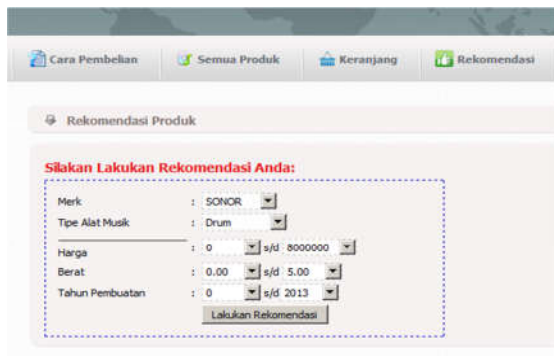 Cara Pembelian Semua Produk Keranjang Rekomendasi
Rekomendasi Produk
Silakan Lakukan Rekomendasi Anda:
Merk : SONOR
Tipe Alat Musik : Drum
Harga : 0 s/d 8000000
Berat : 0.00 s/d 5.00
Tahun Pembuatan : 0 s/d 2013
Lakukan Rekomendasi